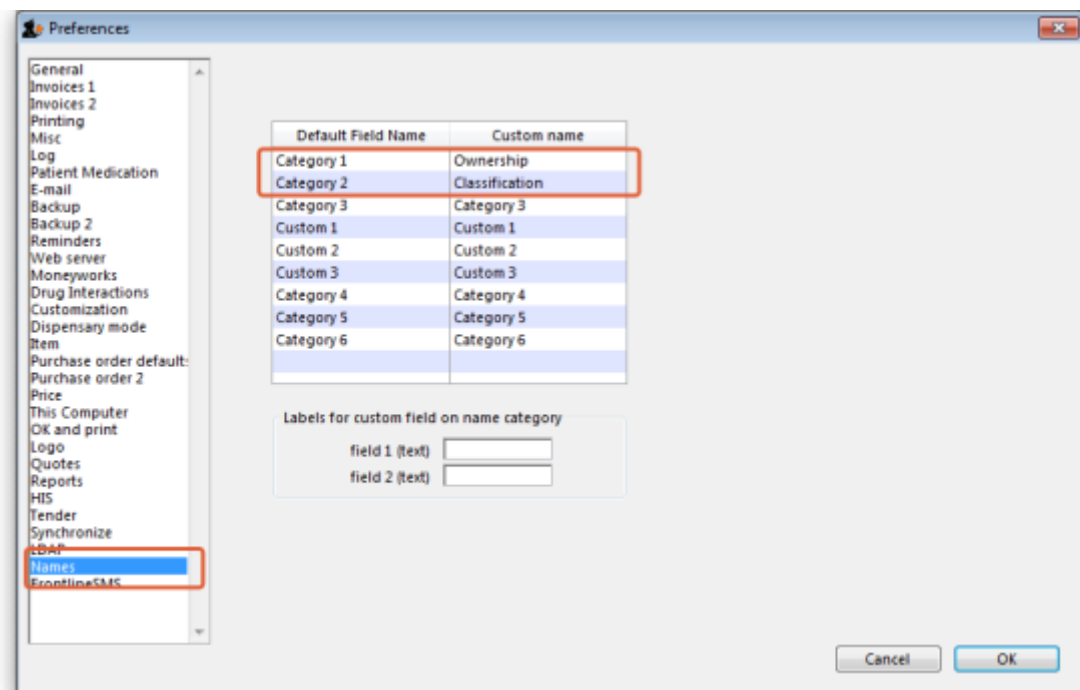 Preferences
General
Invoices 1
Invoices 2
Printing
Misc
Log
Patient Medication
E-mail
Backup
Backup 2
Reminders
Web server
Moneyworks
Drug Interactions
Customization
Dispensary mode
Item
Purchase order defaults
Purchase order 2
Price
This Computer
OK and print
Logo
Quotes
Reports
HIS
Tender
Synchronize
LDAP
Names
FrontlineSMS
Default Field Name Custom name
Category 1 Ownership
Category 2 Classification
Category 3 Category 3
Custom 1 Custom 1
Custom 2 Custom 2
Custom 3 Custom 3
Category 4 Category 4
Category 5 Category 5
Category 6 Category 6
Labels for custom field on name category
field 1 (text)
field 2 (text)
Cancel OK